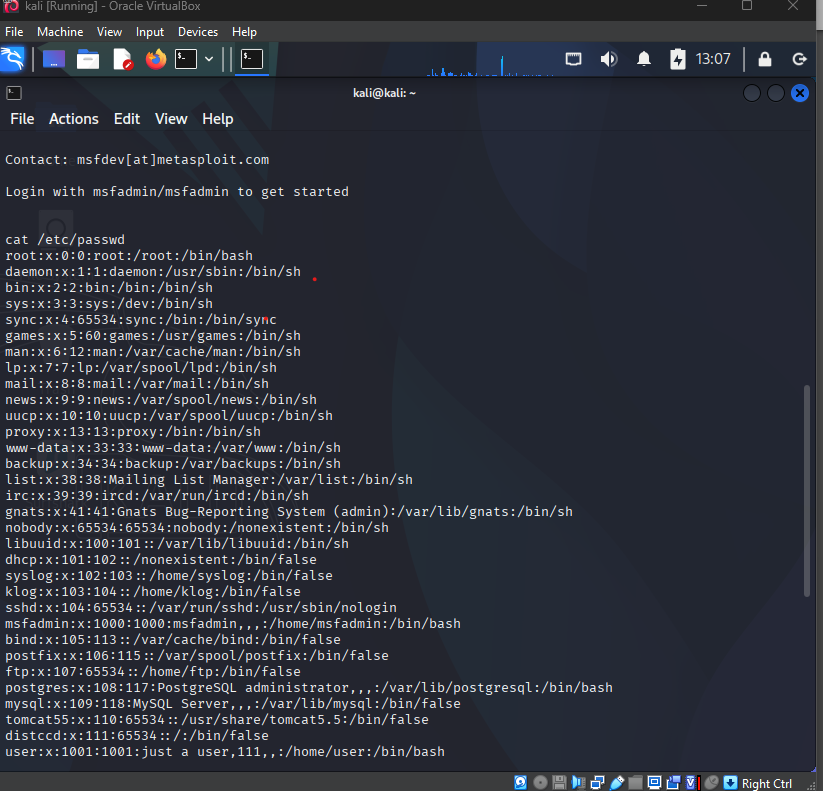 kali [Running] - Oracle VirtualBox
File Machine View Input Devices Help
13:07
kali@kali: ~
File Actions Edit View Help
Contact: msfdev[at]metasploit.com
Login with msfadmin/msfadmin to get started
cat /etc/passwd
root:x:0:0:root:/root:/bin/bash
daemon:x:1:1:daemon:/usr/sbin:/bin/sh
bin:x:2:2:bin:/bin:/bin/sh
sys:x:3:3:sys:/dev:/bin/sh
sync:x:4:65534:sync:/bin:/bin/sync
games:x:5:60:games:/usr/games:/bin/sh
man:x:6:12:man:/var/cache/man:/bin/sh
lp:x:7:7:lp:/var/spool/lpd:/bin/sh
mail:x:8:8:mail:/var/mail:/bin/sh
news:x:9:9:news:/var/spool/news:/bin/sh
uucp:x:10:10:uucp:/var/spool/uucp:/bin/sh
proxy:x:13:13:proxy:/bin:/bin/sh
www-data:x:33:33:www-data:/var/www:/bin/sh
backup:x:34:34:backup:/var/backups:/bin/sh
list:x:38:38:Mailing List Manager:/var/list:/bin/sh
irc:x:39:39:ircd:/var/run/ircd:/bin/sh
gnats:x:41:41:Gnats Bug-Reporting System (admin):/var/lib/gnats:/bin/sh
nobody:x:65534:65534:nobody:/nonexistent:/bin/sh
libuuid:x:100:101::/var/lib/libuuid:/bin/sh
dhcp:x:101:102::/nonexistent:/bin/false
syslog:x:102:103::/home/syslog:/bin/false
klog:x:103:104::/home/klog:/bin/false
sshd:x:104:65534::/var/run/sshd:/usr/sbin/nologin
msfadmin:x:1000:1000:msfadmin,,,:/home/msfadmin:/bin/bash
bind:x:105:113::/var/cache/bind:/bin/false
postfix:x:106:115::/var/spool/postfix:/bin/false
ftp:x:107:65534::/home/ftp:/bin/false
postgres:x:108:117:PostgreSQL administrator,,,:/var/lib/postgresql:/bin/bash
mysql:x:109:118:MySQL Server,,,:/var/lib/mysql:/bin/false
tomcat55:x:110:65534::/usr/share/tomcat5.5:/bin/false
distccd:x:111:65534::/:/bin/false
user:x:1001:1001:just a user,111,,:/home/user:/bin/bash
Right Ctrl